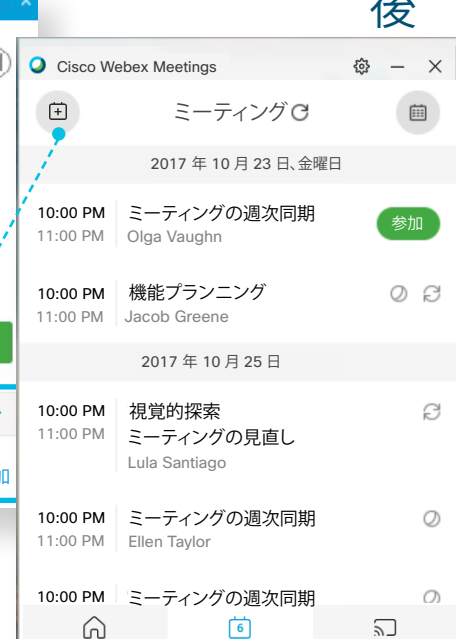 後
Cisco Webex Meetings
ミーティング
2017 年 10 月 23 日、金曜日
10:00 PM ミーティングの週次同期 参加
11:00 PM Olga Vaughn
10:00 PM 機能プランニング
11:00 PM Jacob Greene
2017 年 10 月 25 日
10:00 PM 視覚的探索
11:00 PM ミーティングの見直し
Lula Santiago
加
10:00 PM ミーティングの週次同期
11:00 PM Ellen Taylor
10:00 PM ミーティングの週次同期
6